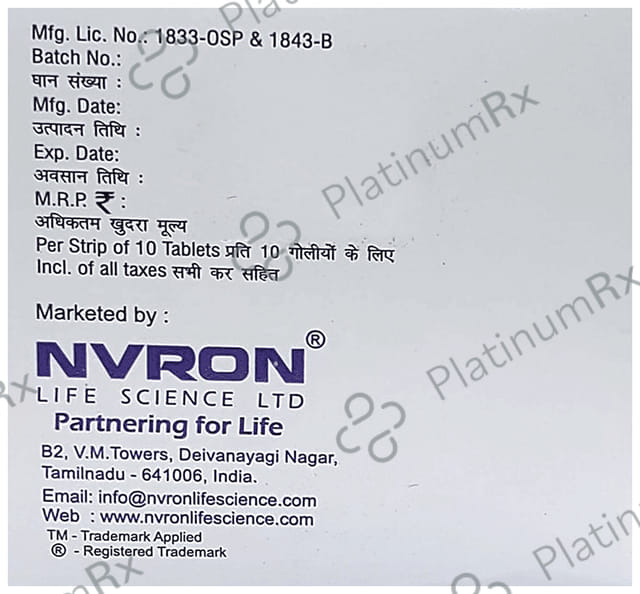 Mfg. Lic. No.: 1833-OSP & 1843-B
Batch No.:
घान संख्या :
Mfg. Date:
उत्पादन तिथि :
Exp. Date:
अवसान तिथि :
M.R.P. ₹ :
अधिकतम खुदरा मूल्य
Per Strip of 10 Tablets प्रति 10 गोलीयों के लिए
Incl. of all taxes सभी कर सहित
Marketed by :
NVRON®
LIFE SCIENCE LTD
Partnering for Life
B2, V.M.Towers, Deivanayagi Nagar,
Tamilnadu - 641006, India.
Email: info@nvronlifescience.com
Web : www.nvronlifescience.com
TM - Trademark Applied
® - Registered Trademark
PlatinumRx
PlatinumRx